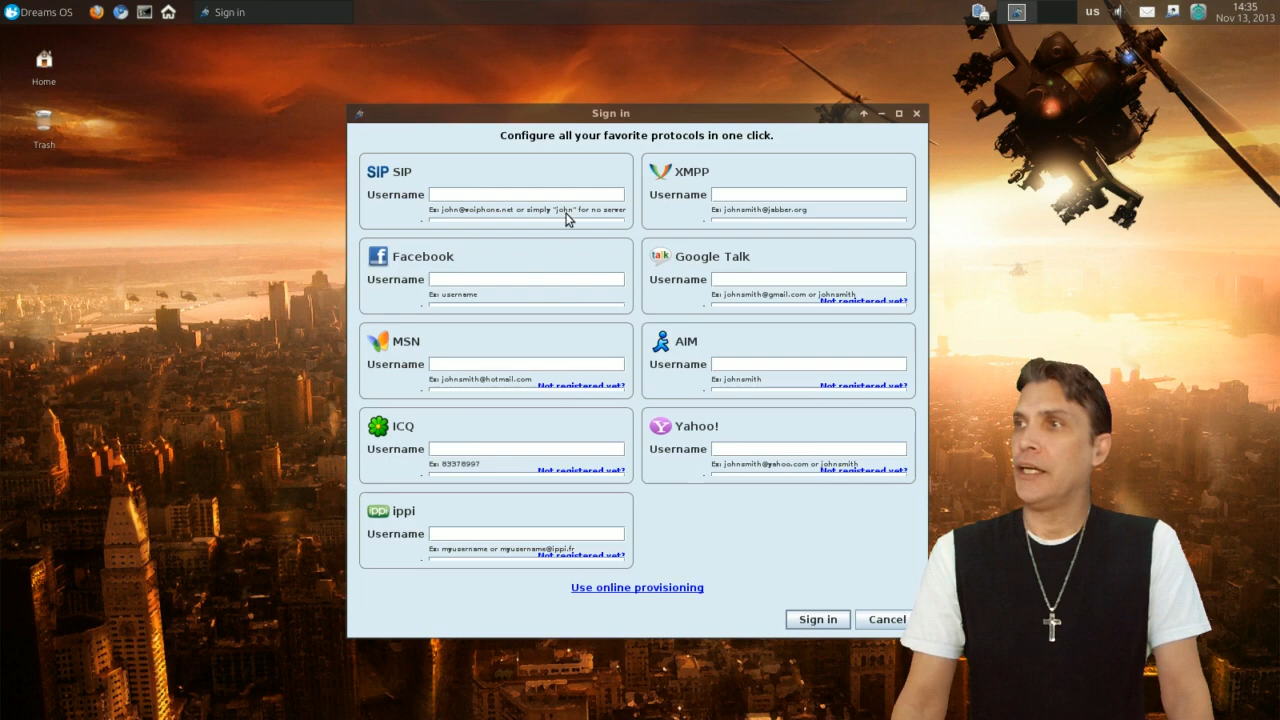 Dreams OS
Sign in
us
14:35
Nov 13, 2013
Home
Trash
Sign in
Configure all your favorite protocols in one click.
SIP SIP
Username
Ex: john@voiphone.net or simply "john" for no server
XMPP
Username
Ex: johnsmith@jabber.org
f Facebook
Username
Ex: username
talk Google Talk
Username
Ex: johnsmith@gmail.com or johnsmith
Not registered yet?
MSN
Username
Ex: johnsmith@hotmail.com
Not registered yet?
AIM
Username
Ex: johnsmith
Not registered yet?
ICQ
Username
Ex: 83378997
Not registered yet?
Y Yahoo!
Username
Ex: johnsmith@yahoo.com or johnsmith
Not registered yet?
ippi ippi
Username
Ex: myusername or myusername@ippi.fr
Not registered yet?
Use online provisioning
Sign in
Cancel